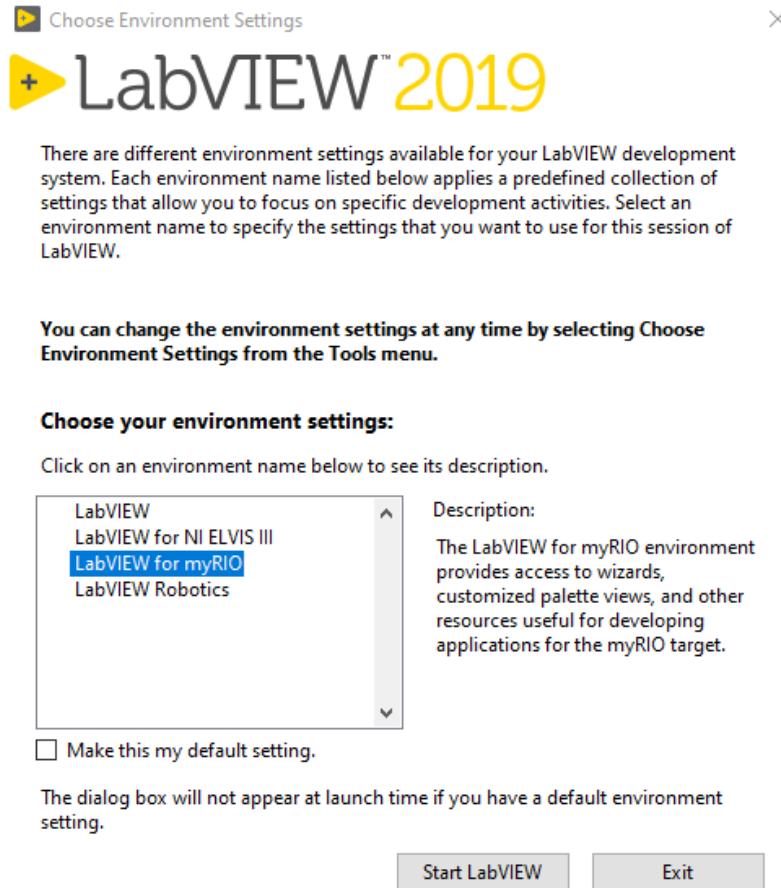 Choose Environment Settings
LabVIEW™ 2019
There are different environment settings available for your LabVIEW development
system. Each environment name listed below applies a predefined collection of
settings that allow you to focus on specific development activities. Select an
environment name to specify the settings that you want to use for this session of
LabVIEW.
You can change the environment settings at any time by selecting Choose
Environment Settings from the Tools menu.
Choose your environment settings:
Click on an environment name below to see its description.
LabVIEW
LabVIEW for NI ELVIS III
LabVIEW for myRIO
LabVIEW Robotics
Description:
The LabVIEW for myRIO environment
provides access to wizards,
customized palette views, and other
resources useful for developing
applications for the myRIO target.
Make this my default setting.
The dialog box will not appear at launch time if you have a default environment
setting.
Start LabVIEW
Exit